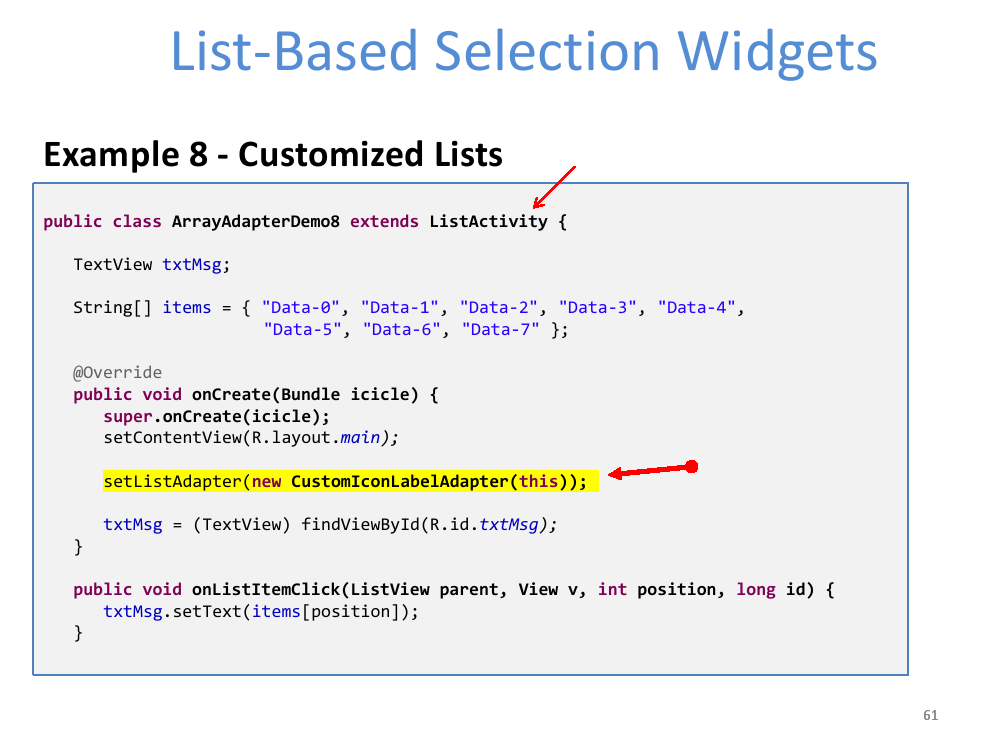 List-Based Selection Widgets
Example 8 - Customized Lists
public class ArrayAdapterDemo8 extends ListActivity {
TextView txtMsg;
String[] items = { "Data-0", "Data-1", "Data-2", "Data-3", "Data-4",
"Data-5", "Data-6", "Data-7" };
@Override
public void onCreate(Bundle icicle) {
super.onCreate(icicle);
setContentView(R.layout.main);
setListAdapter(new CustomIconLabelAdapter(this));
txtMsg = (TextView) findViewById(R.id.txtMsg);
}
public void onListItemClick(ListView parent, View v, int position, long id) {
txtMsg.setText(items[position]);
}
61